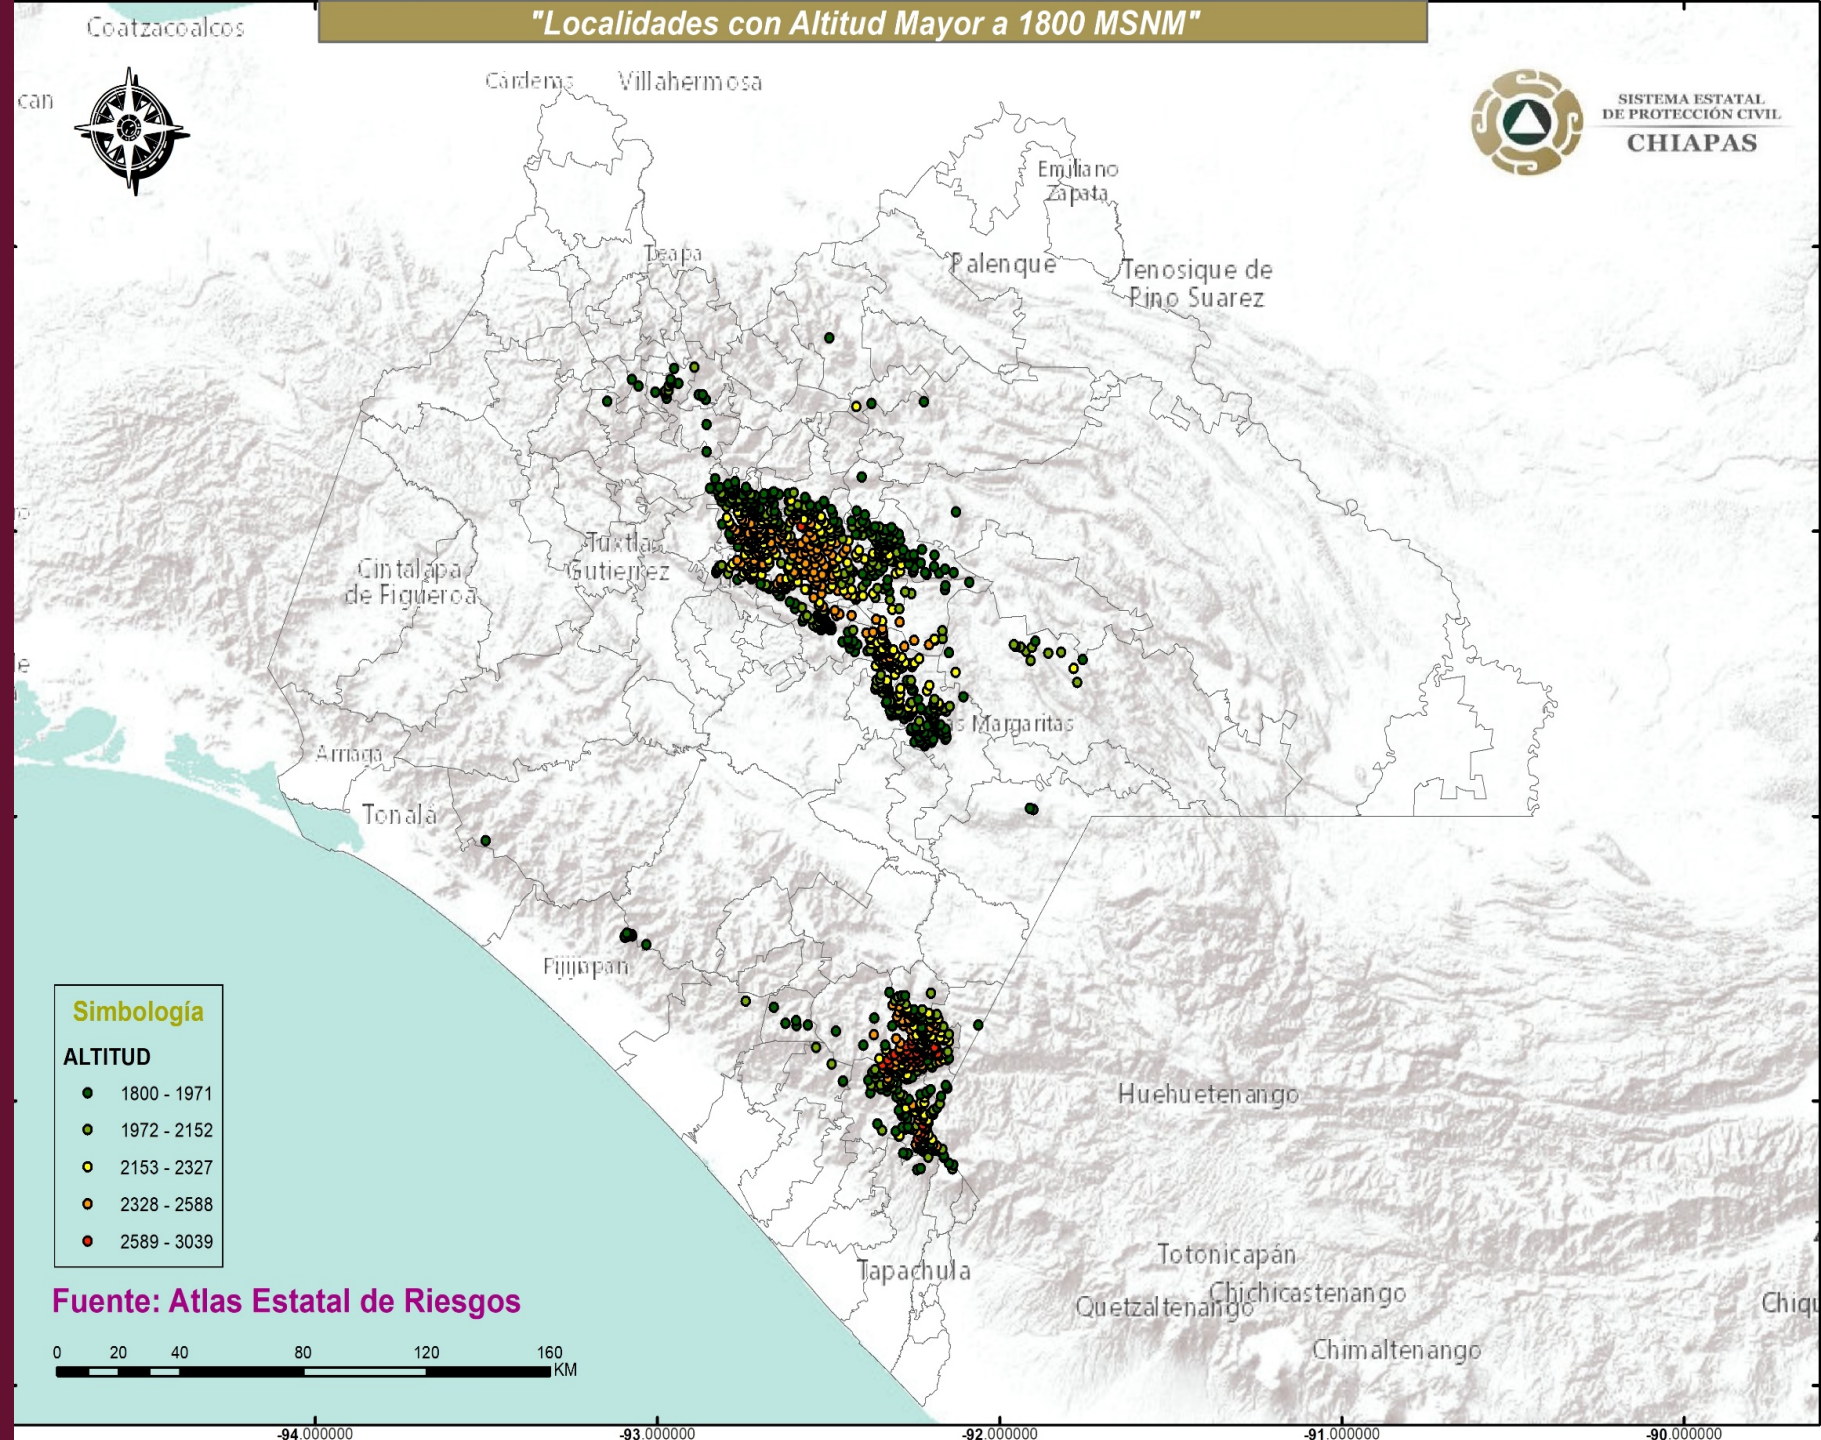 "Localidades con Altitud Mayor a 1800 MSNM"
Coatzacoalcos
Cárdenas
Villahermosa
can
SISTEMA ESTATAL
DE PROTECCIÓN CIVIL
CHIAPAS
Emiliano
Zapata
Teapa
Palenque
Tenosique de
Pino Suarez
Tuxtla
Gutierrez
Cintalapa
de Figueroa
Margaritas
Arriaga
Tonalá
Pijijiapan
Simbología
ALTITUD
1800 - 1971
1972 - 2152
2153 - 2327
2328 - 2588
2589 - 3039
Huehuetenango
Totonicapán
Tapachula
Chichicastenango
Quetzaltenango
Chiqu
Chimaltenango
Fuente: Atlas Estatal de Riesgos
0 20 40 80 120 160
KM
-94.000000 -93.000000 -92.000000 -91.000000 -90.000000